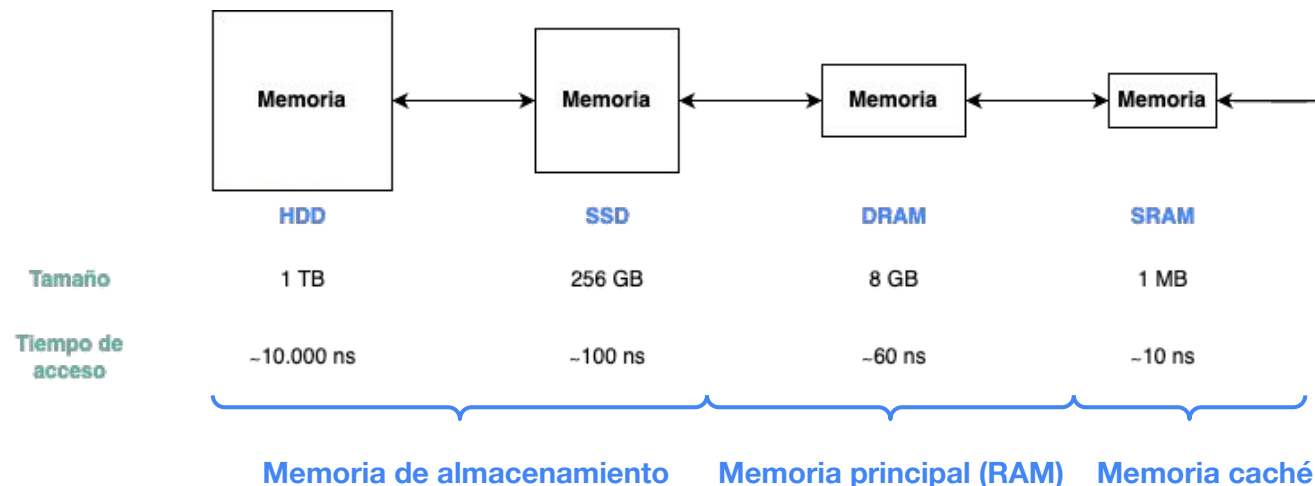 Memoria Memoria Memoria Memoria
HDD SSD DRAM SRAM
Tamaño 1 TB 256 GB 8 GB 1 MB
Tiempo de
acceso ~10.000 ns ~100 ns ~60 ns ~10 ns
Memoria de almacenamiento Memoria principal (RAM) Memoria caché